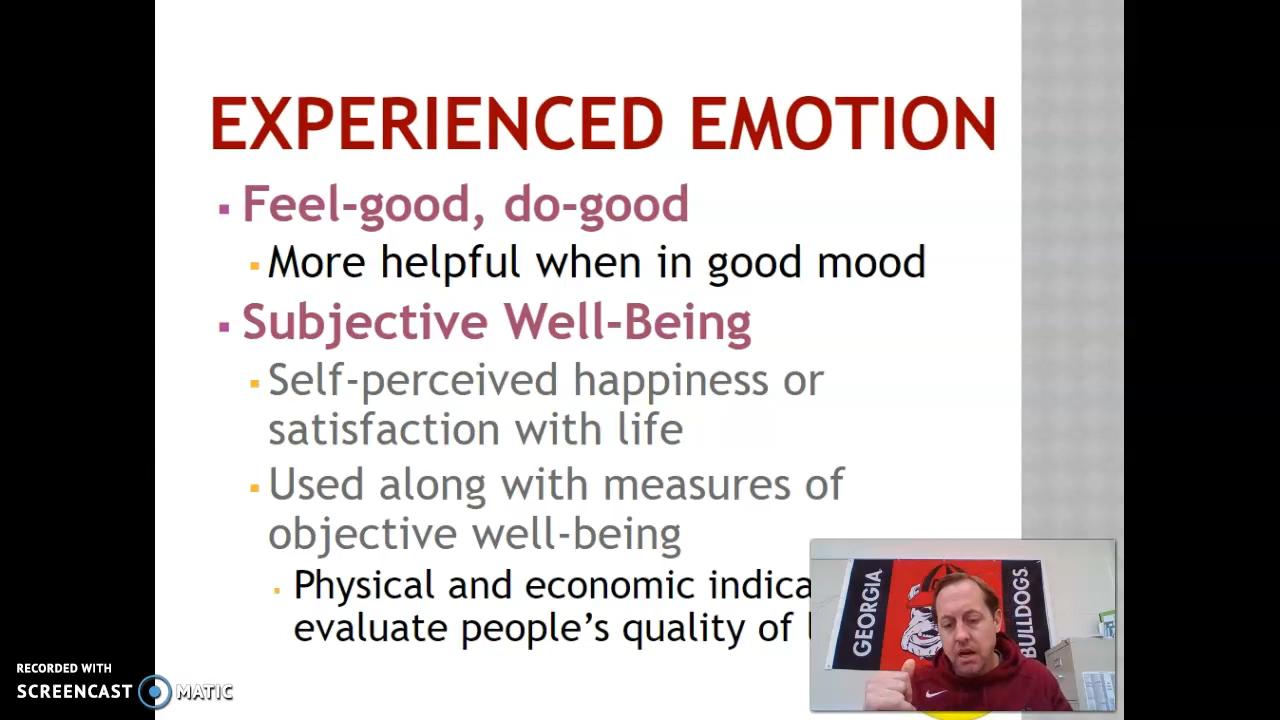 EXPERIENCED EMOTION
Feel-good, do-good
More helpful when in good mood
Subjective Well-Being
Self-perceived happiness or
satisfaction with life
Used along with measures of
objective well-being
Physical and economic
evaluate people's quality of
GEORGIA
BULLDOGS
RECORDED WITH
SCREENCAST MATIC